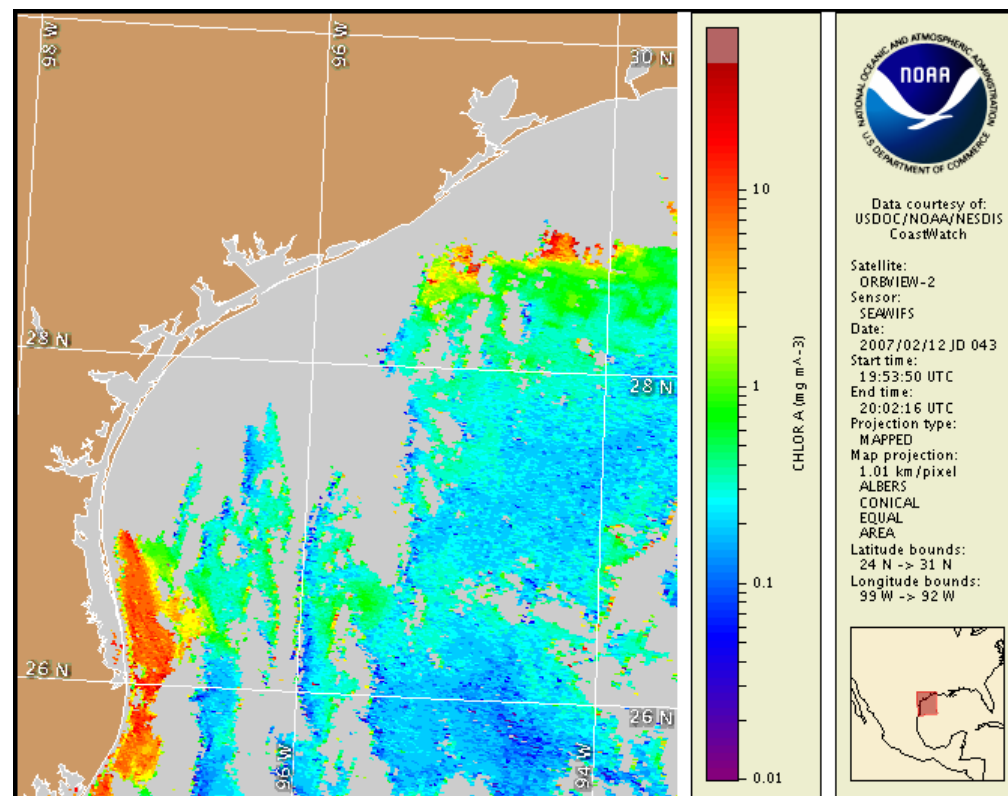 98 W
96 W
30 N
28 N
28 N
26 N
26 N
96 W
94 W
10
1
0.1
0.01
CHLOR A (mg m^-3)
NATIONAL OCEANIC AND ATMOSPHERIC ADMINISTRATION
NOAA
U.S. DEPARTMENT OF COMMERCE
Data courtesy of:
USDOC/NOAA/NESDIS
CoastWatch
Satellite:
ORBVIEW-2
Sensor:
SEAWIFS
Date:
2007/02/12 JD 043
Start time:
19:53:50 UTC
End time:
20:02:16 UTC
Projection type:
MAPPED
Map projection:
1.01 km/pixel
ALBERS
CONICAL
EQUAL
AREA
Latitude bounds:
24 N -> 31 N
Longitude bounds:
99 W -> 92 W